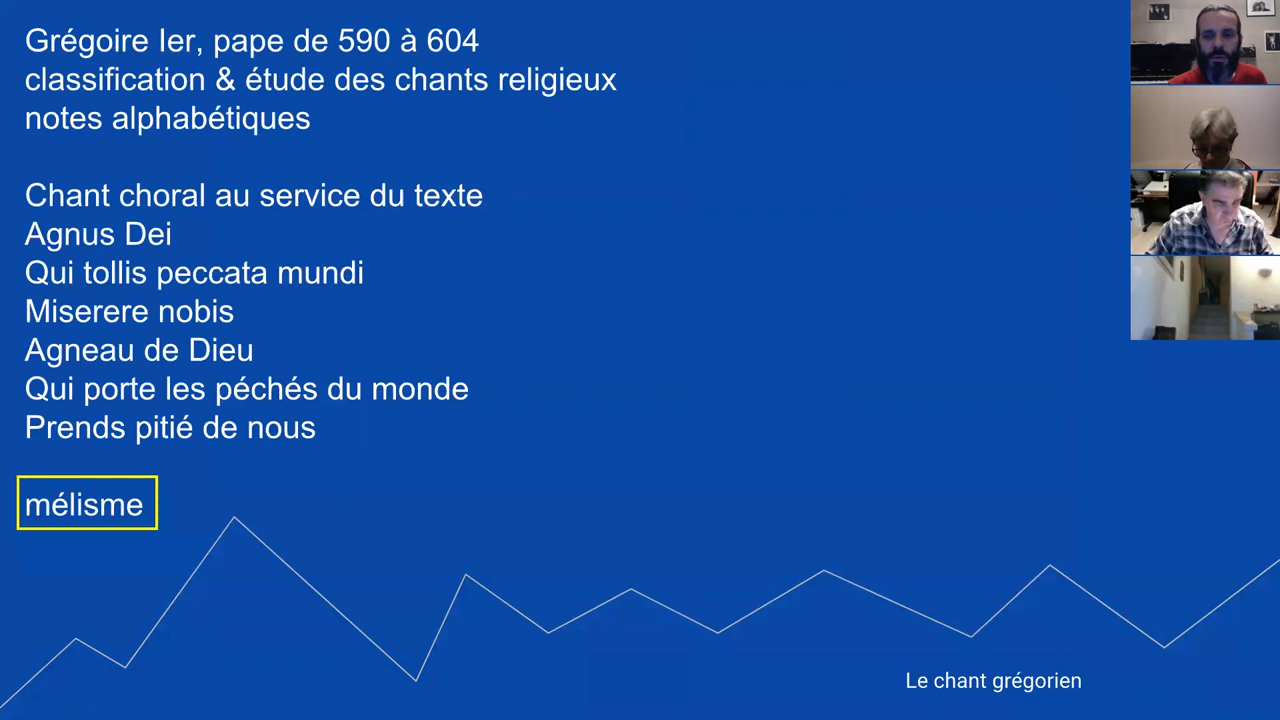 Grégoire Ier, pape de 590 à 604
classification & étude des chants religieux
notes alphabétiques
Chant choral au service du texte
Agnus Dei
Qui tollis peccata mundi
Miserere nobis
Agneau de Dieu
Qui porte les péchés du monde
Prends pitié de nous
mélisme
Le chant grégorien